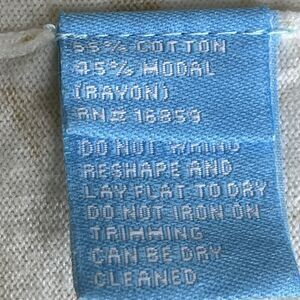 55% COTTON
45% MODAL
(RAYON)
RN# 16859
DO NOT WRING
RESHAPE AND
LAY FLAT TO DRY
DO NOT IRON ON
TRIMMING
CAN BE DRY
CLEANED